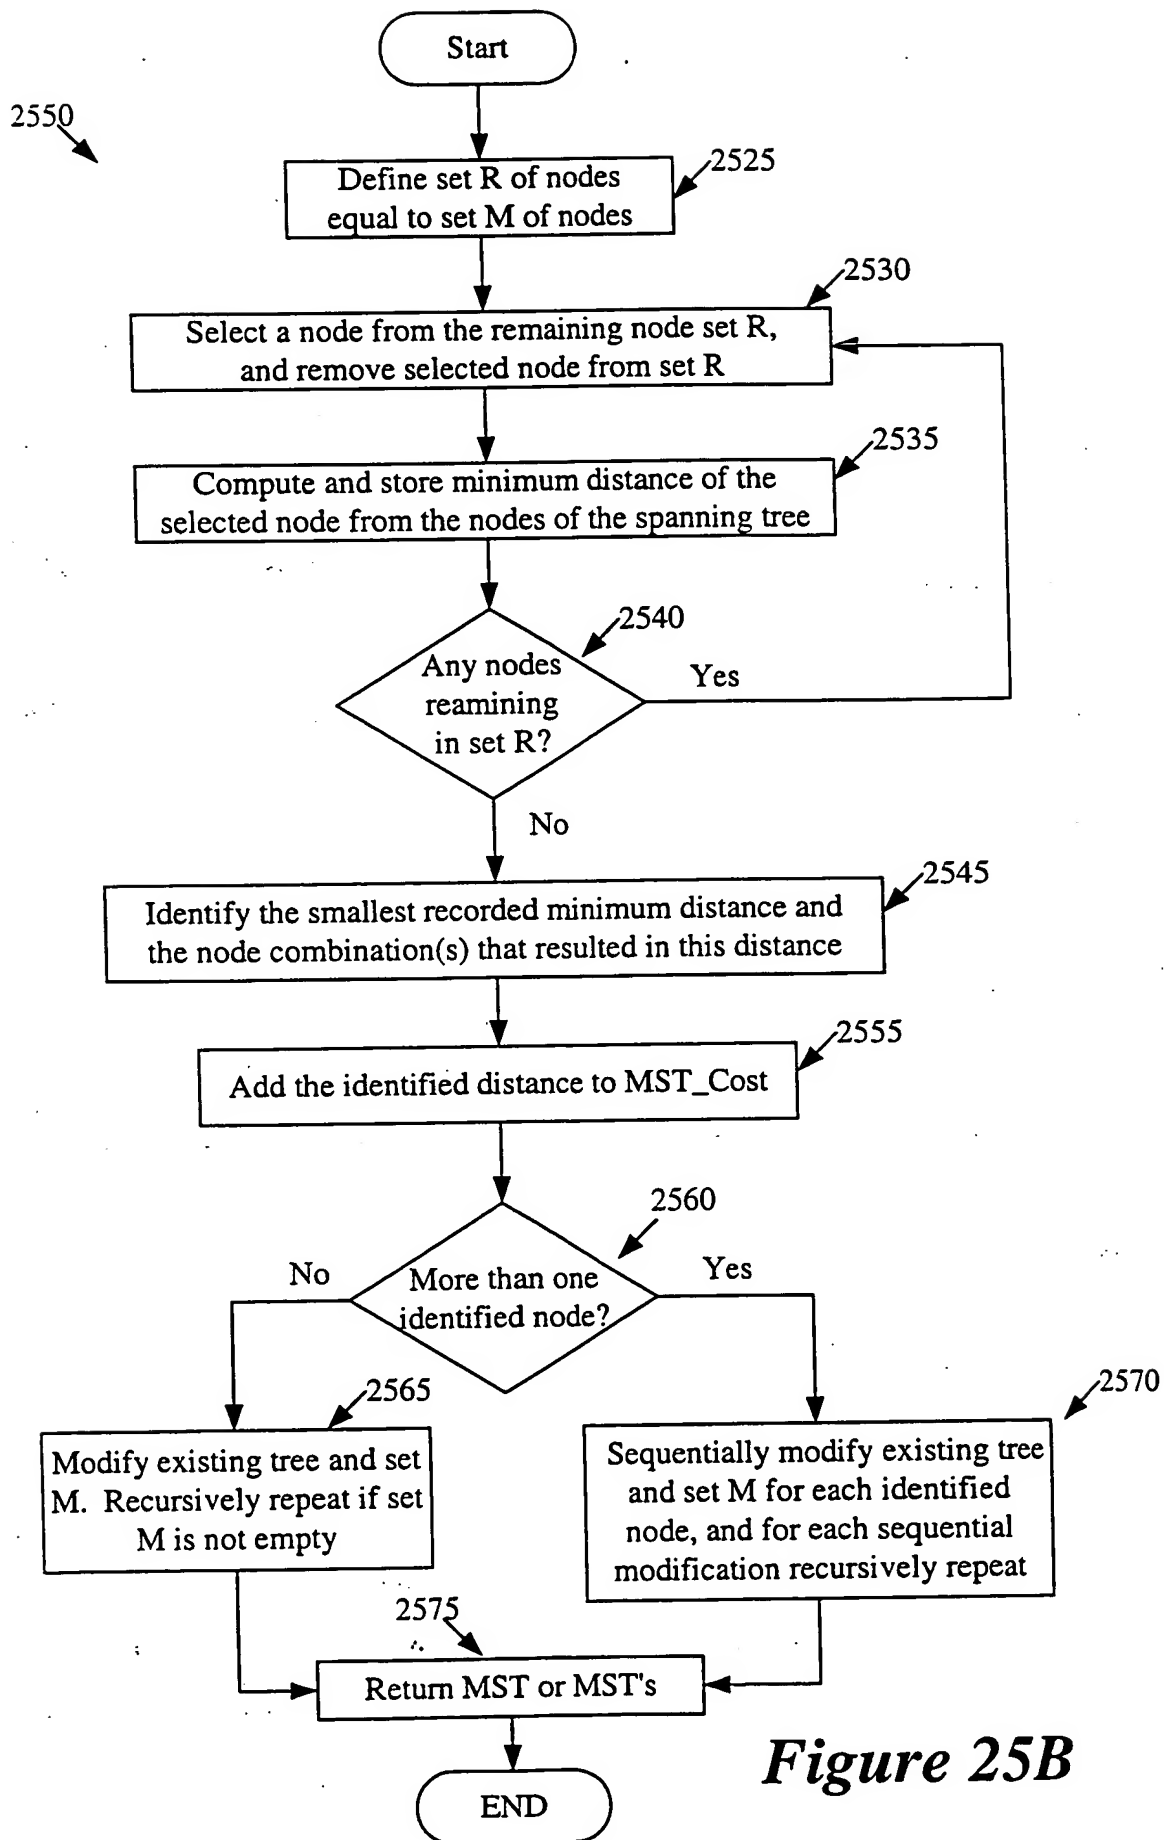 Start
2550
2525
Define set R of nodes
equal to set M of nodes
2530
Select a node from the remaining node set R,
and remove selected node from set R
2535
Compute and store minimum distance of the
selected node from the nodes of the spanning tree
2540
Any nodes
reamining
in set R?
Yes
No
2545
Identify the smallest recorded minimum distance and
the node combination(s) that resulted in this distance
2555
Add the identified distance to MST_Cost
2560
No
More than one
identified node?
Yes
2565
Modify existing tree and set
M. Recursively repeat if set
M is not empty
2570
Sequentially modify existing tree
and set M for each identified
node, and for each sequential
modification recursively repeat
2575
Return MST or MST's
END
Figure 25B